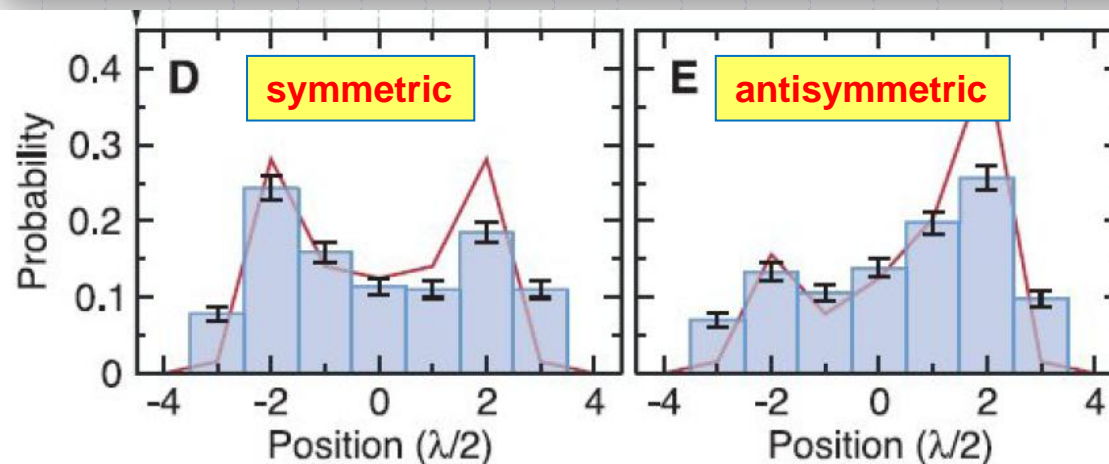 D symmetric
E antisymmetric
Probability
0.4
0.3
0.2
0.1
0
-4 -2 0 2 4
-4 -2 0 2 4
Position (λ/2)
Position (λ/2)